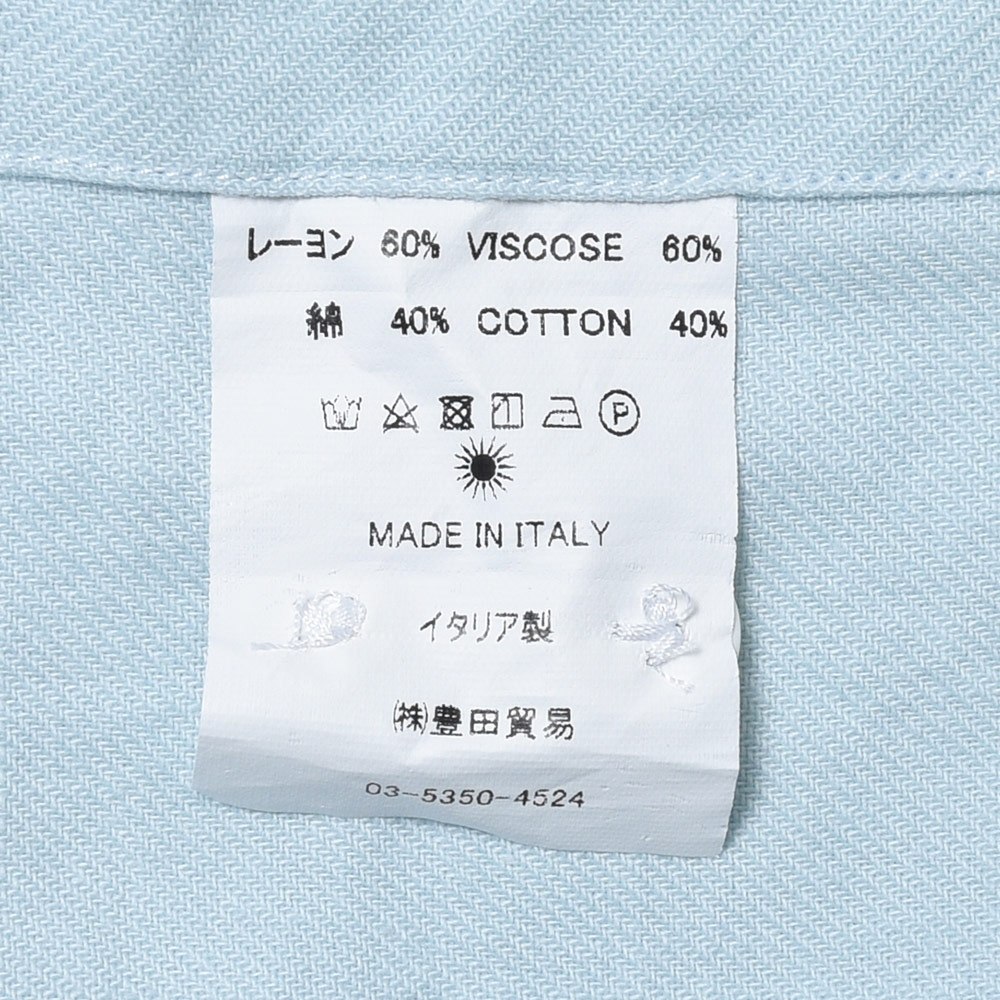 レーヨン 60% VISCOSE 60%
綿 40% COTTON 40%
P
MADE IN ITALY
イタリア製
㈱豊田貿易
03-5350-4524